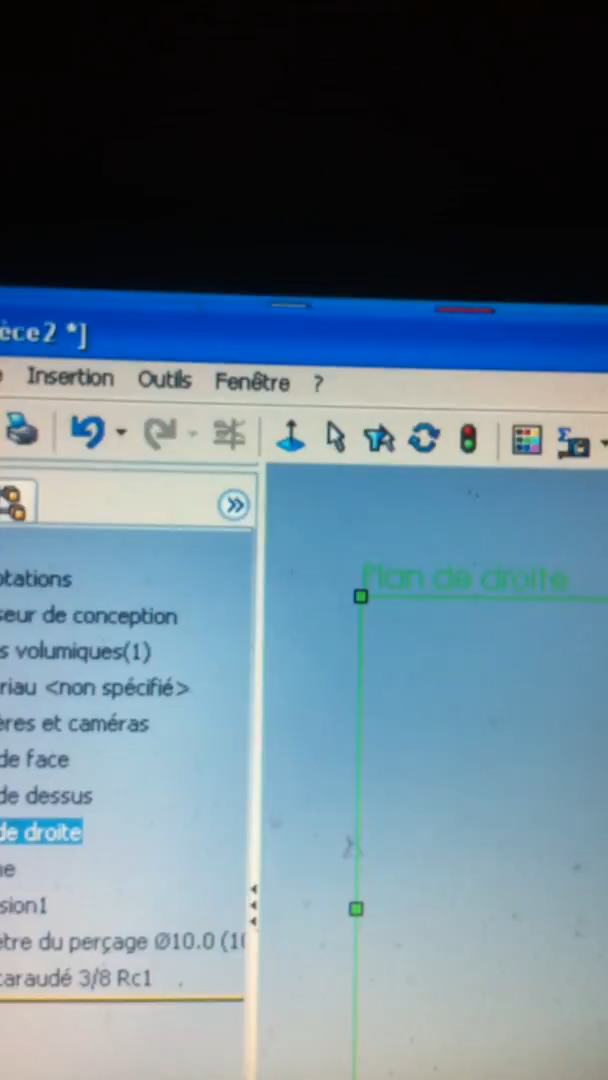 èce2 *]
Insertion Outils Fenêtre ?
Plan de droite
otations
seur de conception
s volumiques(1)
riau <non spécifié>
ères et caméras
de face
de dessus
de droite
ne
sion1
ètre du perçage Ø10.0 (10
taraudé 3/8 Rc1